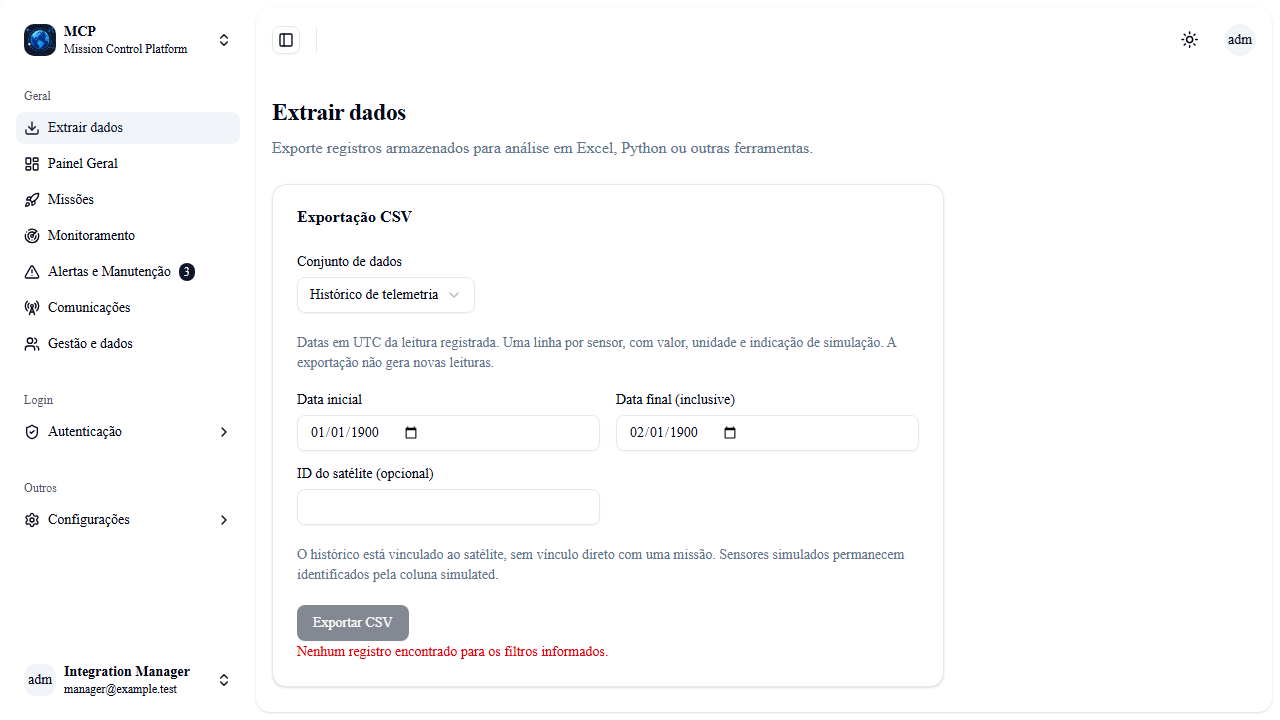 MCP
Mission Control Platform
Geral
Extrair dados
Painel Geral
Missões
Monitoramento
Alertas e Manutenção 3
Comunicações
Gestão e dados
Login
Autenticação
Outros
Configurações
adm
Integration Manager
manager@example.test
adm
Extrair dados
Exporte registros armazenados para análise em Excel, Python ou outras ferramentas.
Exportação CSV
Conjunto de dados
Histórico de telemetria
Datas em UTC da leitura registrada. Uma linha por sensor, com valor, unidade e indicação de simulação. A
exportação não gera novas leituras.
Data inicial
01/01/1900
Data final (inclusive)
02/01/1900
ID do satélite (opcional)
O histórico está vinculado ao satélite, sem vínculo direto com uma missão. Sensores simulados permanecem
identificados pela coluna simulated.
Exportar CSV
Nenhum registro encontrado para os filtros informados.